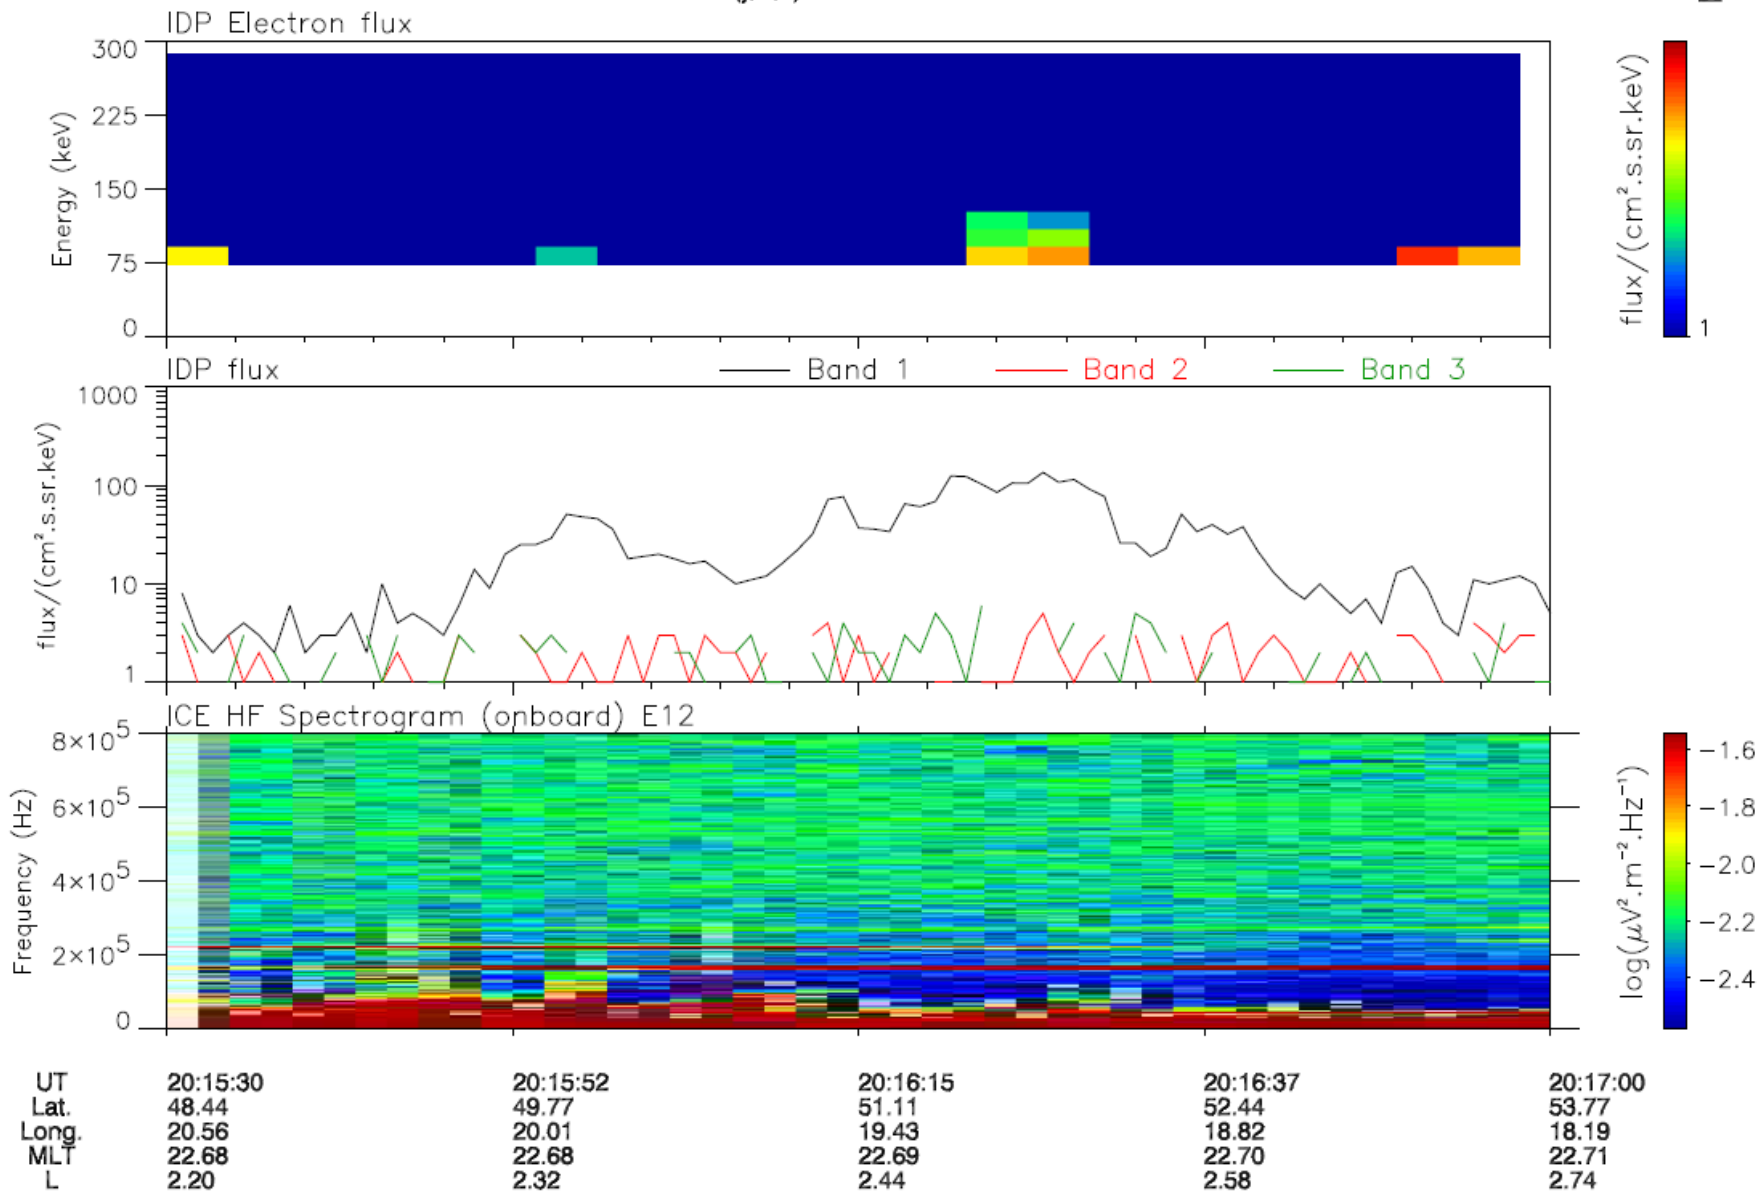 IDP Electron flux
300
225
150
75
0
Energy (keV)
flux/(cm².s.sr.keV)
1
IDP flux
Band 1
Band 2
Band 3
1000
100
10
1
flux/(cm².s.sr.keV)
ICE HF Spectrogram (onboard) E12
8×10⁵
6×10⁵
4×10⁵
2×10⁵
0
Frequency (Hz)
−1.6
−1.8
−2.0
−2.2
−2.4
log(μV².m⁻².Hz⁻¹)
UT 20:15:30 20:15:52 20:16:15 20:16:37 20:17:00
Lat. 48.44 49.77 51.11 52.44 53.77
Long. 20.56 20.01 19.43 18.82 18.19
MLT 22.68 22.68 22.69 22.70 22.71
L 2.20 2.32 2.44 2.58 2.74